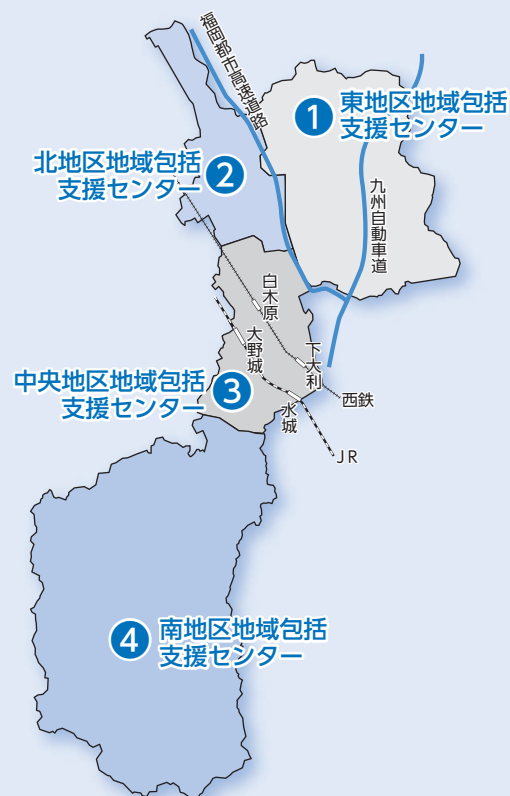 福岡都市高速道路
1 東地区地域包括
支援センター
北地区地域包括
支援センター 2
九州自動車道
白木原
大野城
下大利
中央地区地域包括
支援センター 3
西鉄
水城
JR
4 南地区地域包括
支援センター